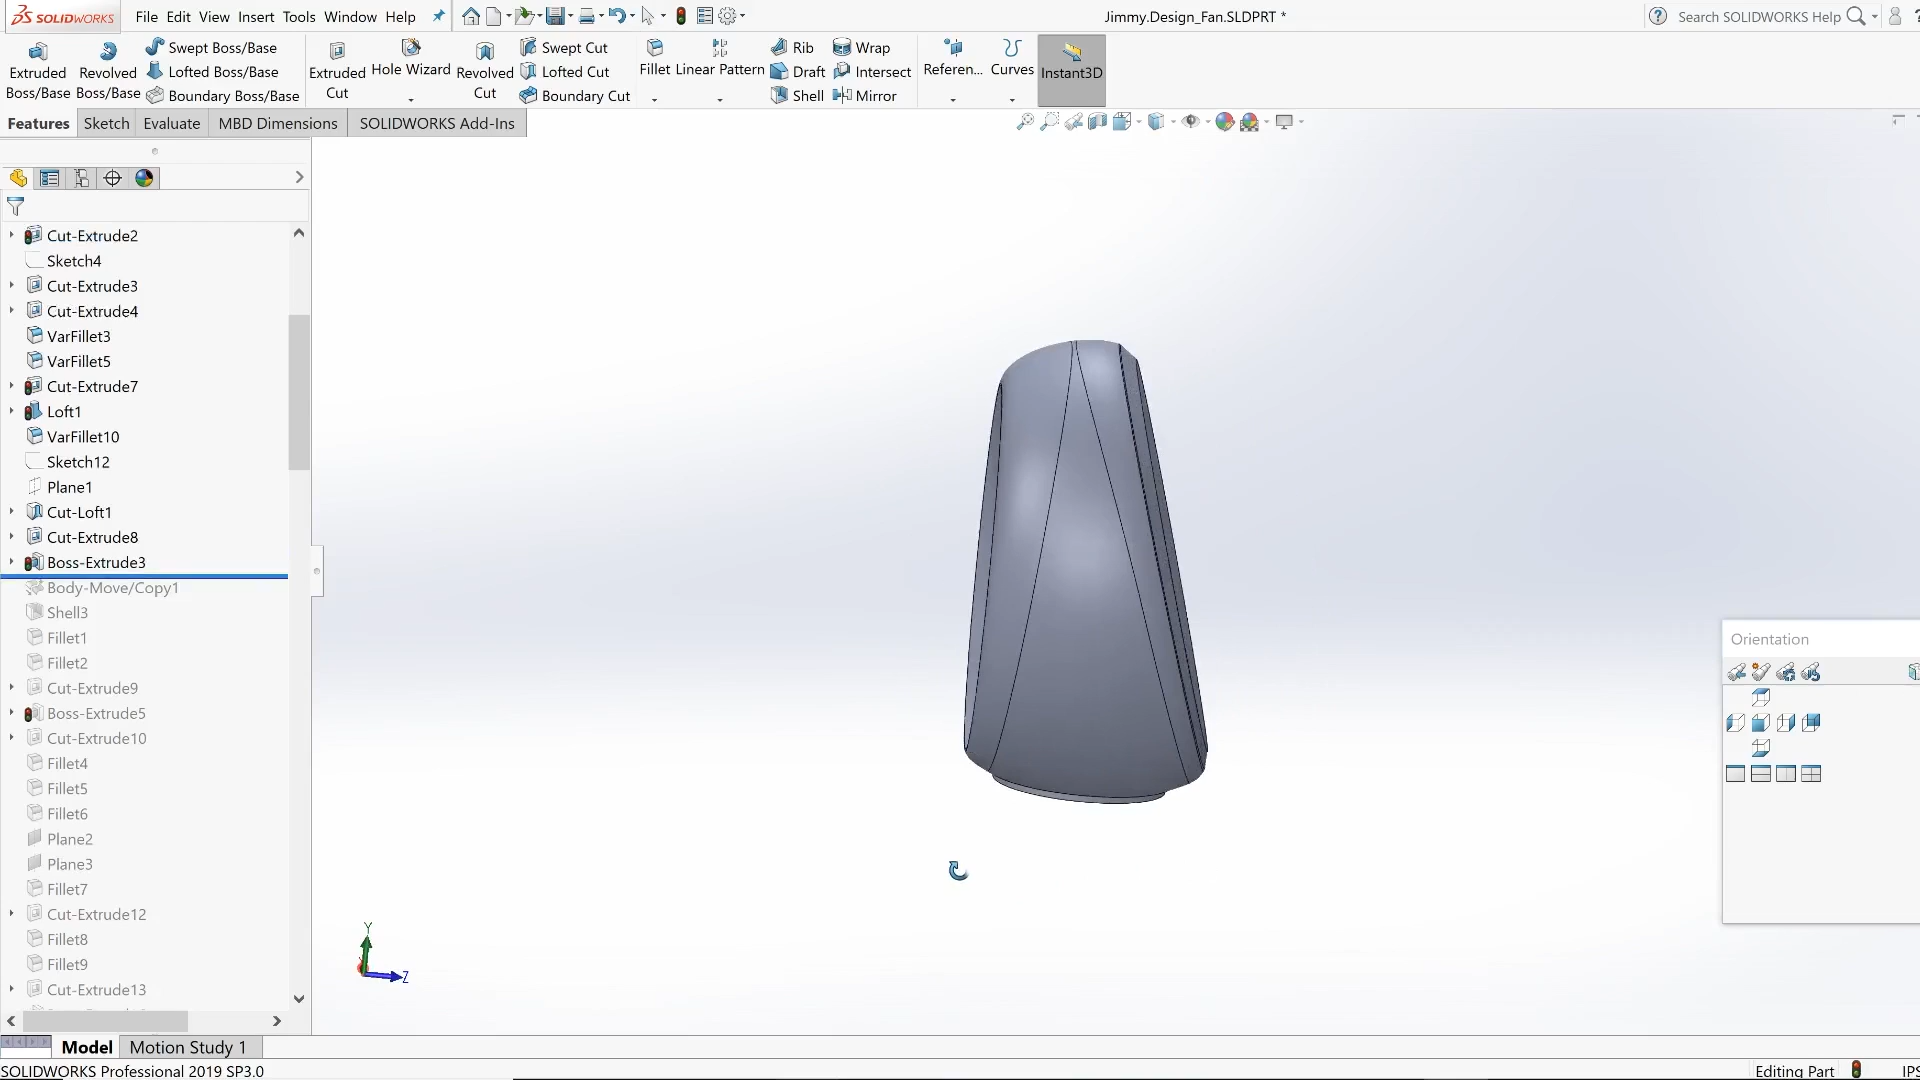 SOLIDWORKS File Edit View Insert Tools Window Help Jimmy.Design_Fan.SLDPRT * Search SOLIDWORKS Help ?
Extruded Boss/Base
Revolved Boss/Base
Swept Boss/Base
Lofted Boss/Base
Boundary Boss/Base
Extruded Cut
Hole Wizard
Revolved Cut
Swept Cut
Lofted Cut
Boundary Cut
Fillet
Linear Pattern
Rib
Draft
Shell
Wrap
Intersect
Mirror
Referen...
Curves
Instant3D
Features Sketch Evaluate MBD Dimensions SOLIDWORKS Add-Ins
Cut-Extrude2
Sketch4
Cut-Extrude3
Cut-Extrude4
VarFillet3
VarFillet5
Cut-Extrude7
Loft1
VarFillet10
Sketch12
Plane1
Cut-Loft1
Cut-Extrude8
Boss-Extrude3
Body-Move/Copy1
Shell3
Fillet1
Fillet2
Cut-Extrude9
Boss-Extrude5
Cut-Extrude10
Fillet4
Fillet5
Fillet6
Plane2
Plane3
Fillet7
Cut-Extrude12
Fillet8
Fillet9
Cut-Extrude13
Orientation
Y
Z
Model Motion Study 1
SOLIDWORKS Professional 2019 SP3.0 Editing Part IPS